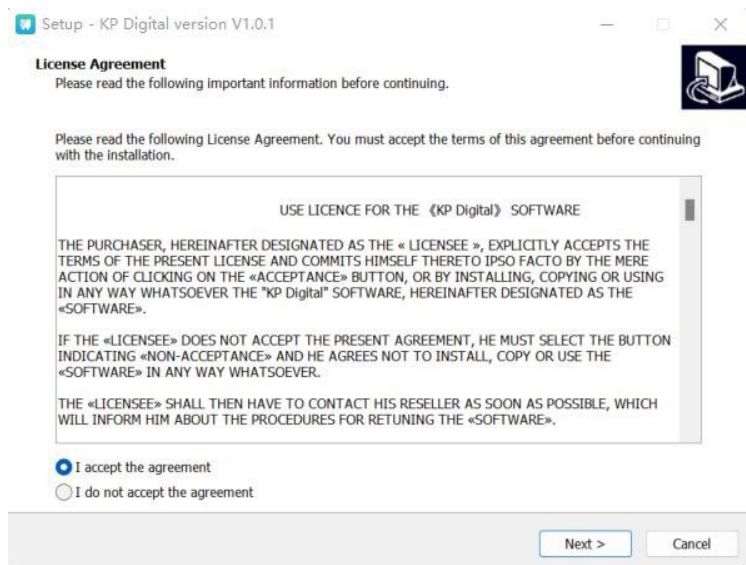 Setup - KP Digital version V1.0.1
License Agreement
Please read the following important information before continuing.
Please read the following License Agreement. You must accept the terms of this agreement before continuing
with the installation.
USE LICENCE FOR THE 《KP Digital》 SOFTWARE
THE PURCHASER, HEREINAFTER DESIGNATED AS THE « LICENSEE », EXPLICITLY ACCEPTS THE
TERMS OF THE PRESENT LICENSE AND COMMITS HIMSELF THERETO IPSO FACTO BY THE MERE
ACTION OF CLICKING ON THE «ACCEPTANCE» BUTTON, OR BY INSTALLING, COPYING OR USING
IN ANY WAY WHATSOEVER THE "KP Digital" SOFTWARE, HEREINAFTER DESIGNATED AS THE
«SOFTWARE».
IF THE «LICENSEE» DOES NOT ACCEPT THE PRESENT AGREEMENT, HE MUST SELECT THE BUTTON
INDICATING «NON-ACCEPTANCE» AND HE AGREES NOT TO INSTALL, COPY OR USE THE
«SOFTWARE» IN ANY WAY WHATSOEVER.
THE «LICENSEE» SHALL THEN HAVE TO CONTACT HIS RESELLER AS SOON AS POSSIBLE, WHICH
WILL INFORM HIM ABOUT THE PROCEDURES FOR RETUNING THE «SOFTWARE».
I accept the agreement
I do not accept the agreement
Next >
Cancel